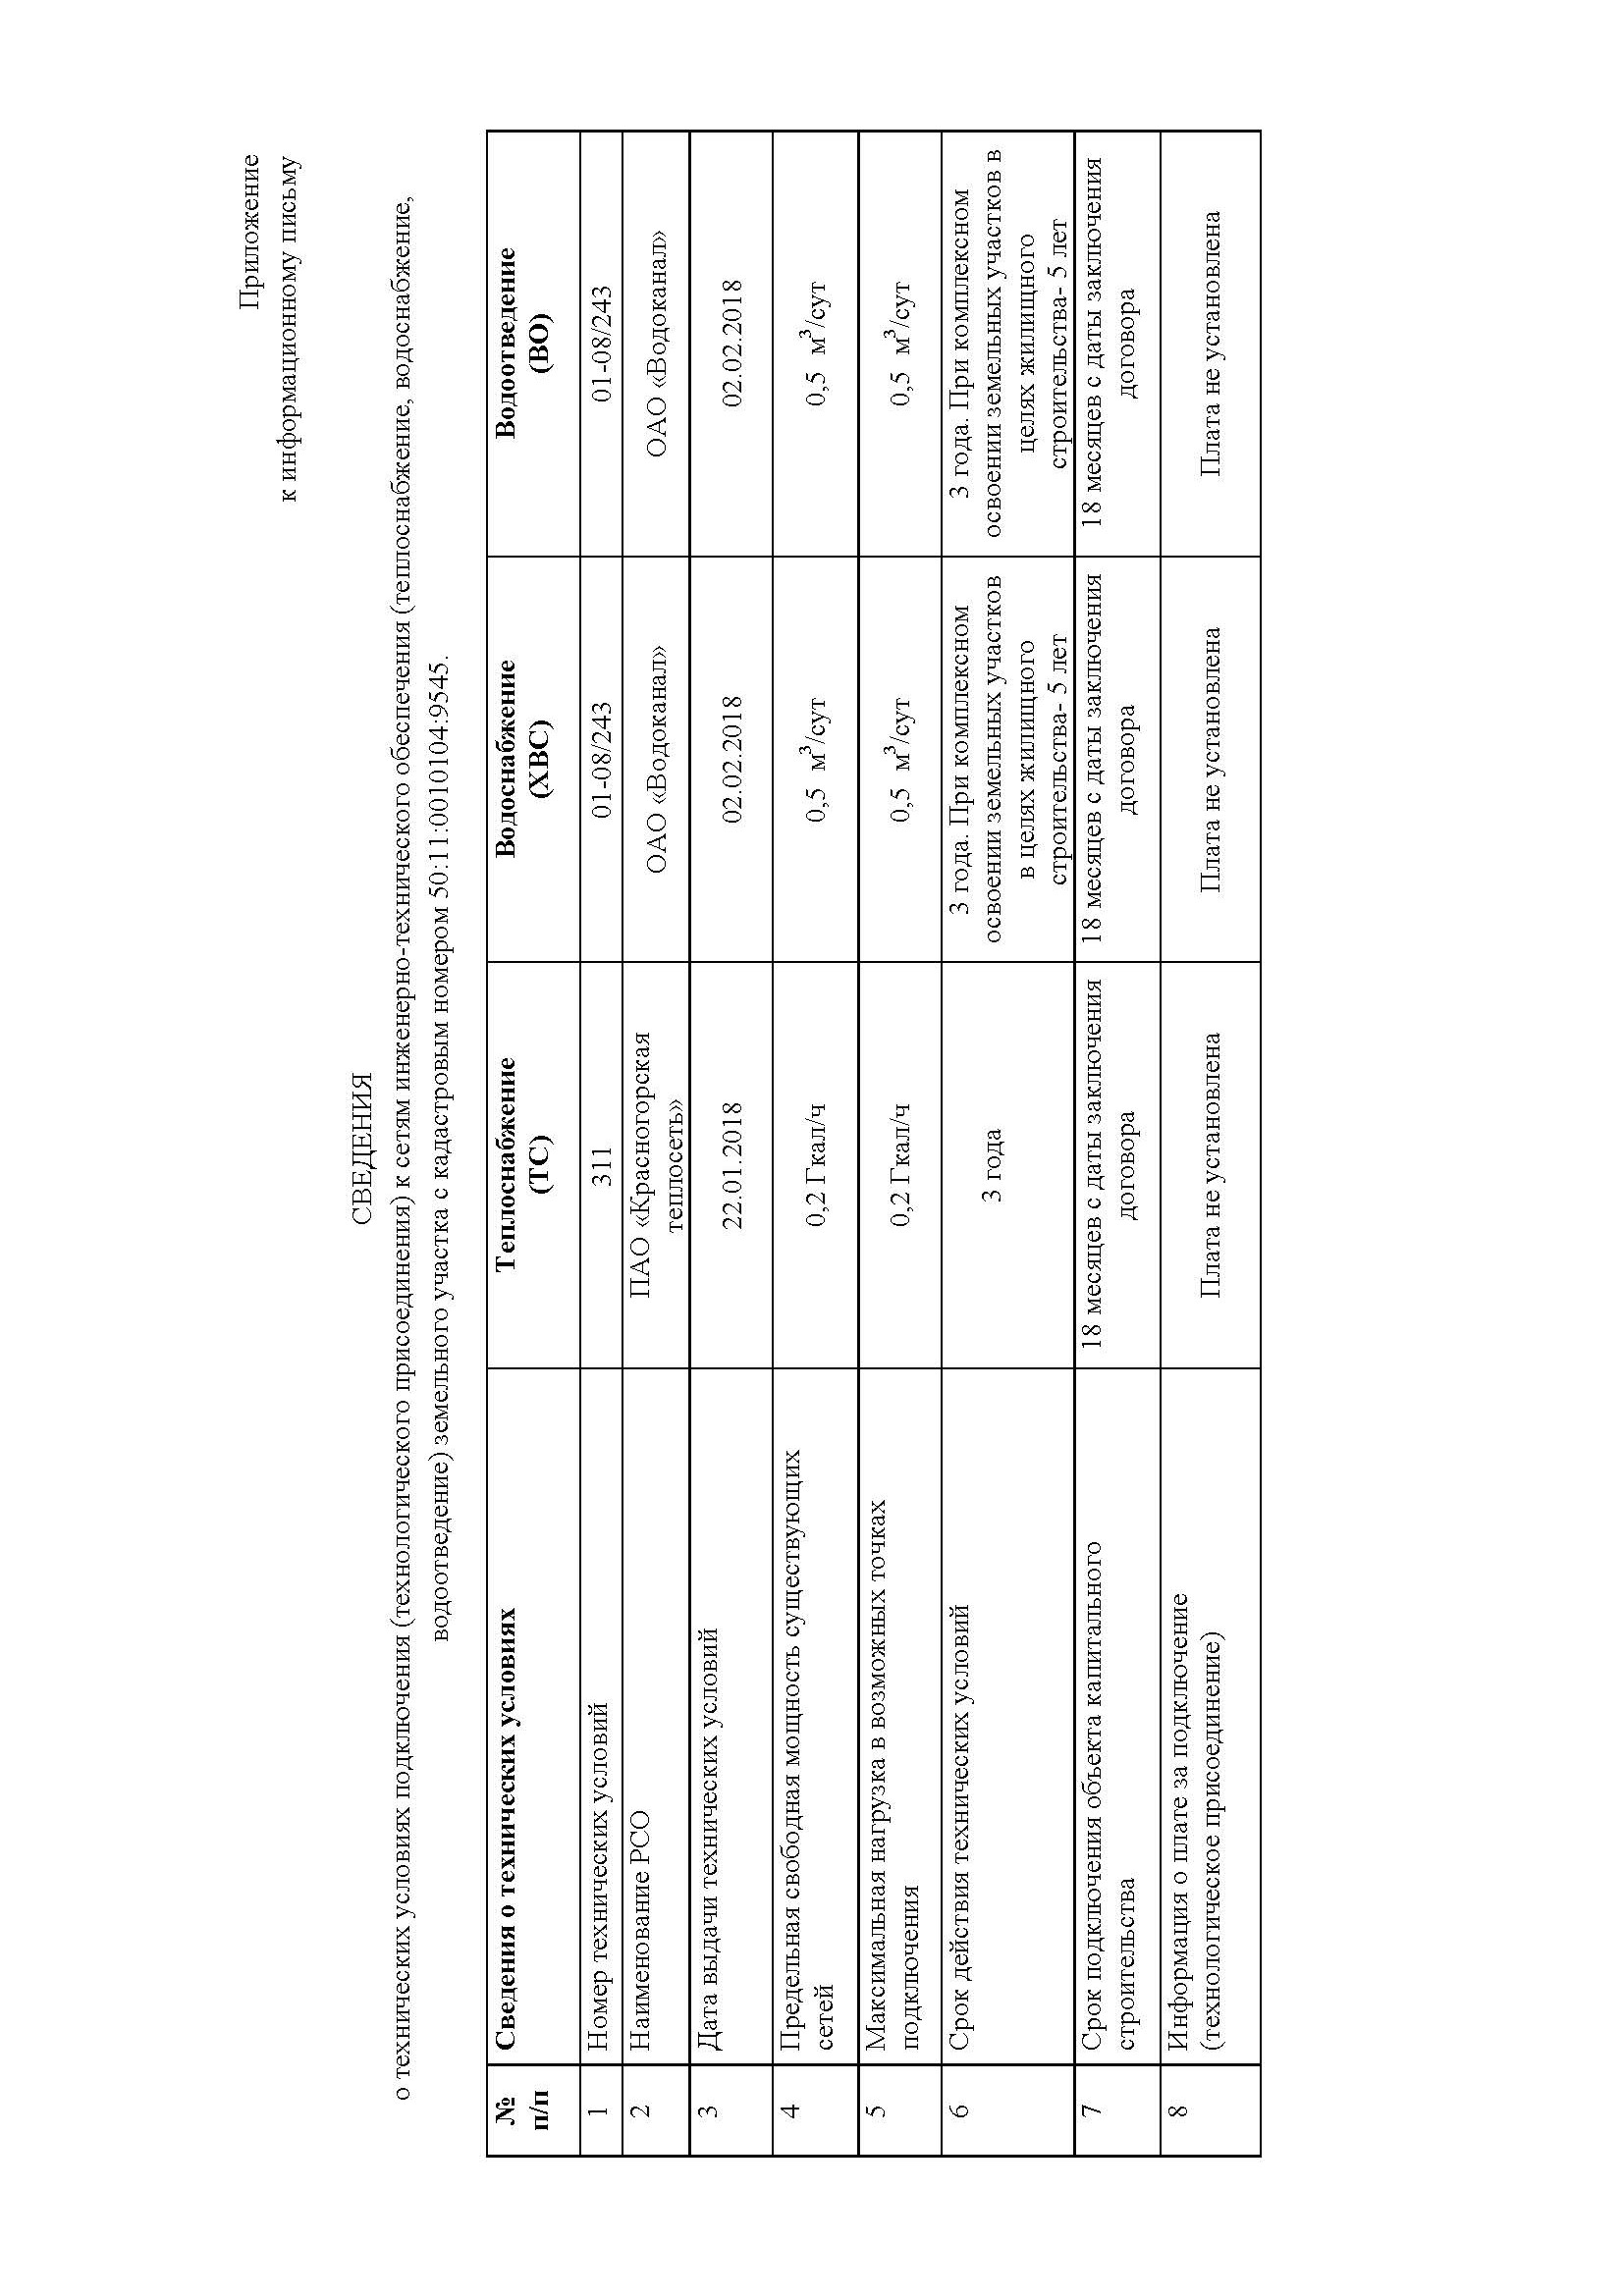 Приложение
к информационному письму
СВЕДЕНИЯ
о технических условиях подключения (технологического присоединения) к сетям инженерно-технического обеспечения (теплоснабжение, водоснабжение,
водоотведение) земельного участка с кадастровым номером 50:11:0010104:9545.
№ п/п Сведения о технических условиях Теплоснабжение (ТС) Водоснабжение (ХВС) Водоотведение (ВО)
1 Номер технических условий 311 01-08/243 01-08/243
2 Наименование РСО ПАО «Красногорская теплосеть» ОАО «Водоканал» ОАО «Водоканал»
3 Дата выдачи технических условий 22.01.2018 02.02.2018 02.02.2018
4 Предельная свободная мощность существующих сетей 0,2 Гкал/ч 0,5 м³/сут 0,5 м³/сут
5 Максимальная нагрузка в возможных точках подключения 0,2 Гкал/ч 0,5 м³/сут 0,5 м³/сут
6 Срок действия технических условий 3 года 3 года. При комплексном освоении земельных участков в целях жилищного строительства- 5 лет 3 года. При комплексном освоении земельных участков в целях жилищного строительства- 5 лет
7 Срок подключения объекта капитального строительства 18 месяцев с даты заключения договора 18 месяцев с даты заключения договора 18 месяцев с даты заключения договора
8 Информация о плате за подключение (технологическое присоединение) Плата не установлена Плата не установлена Плата не установлена